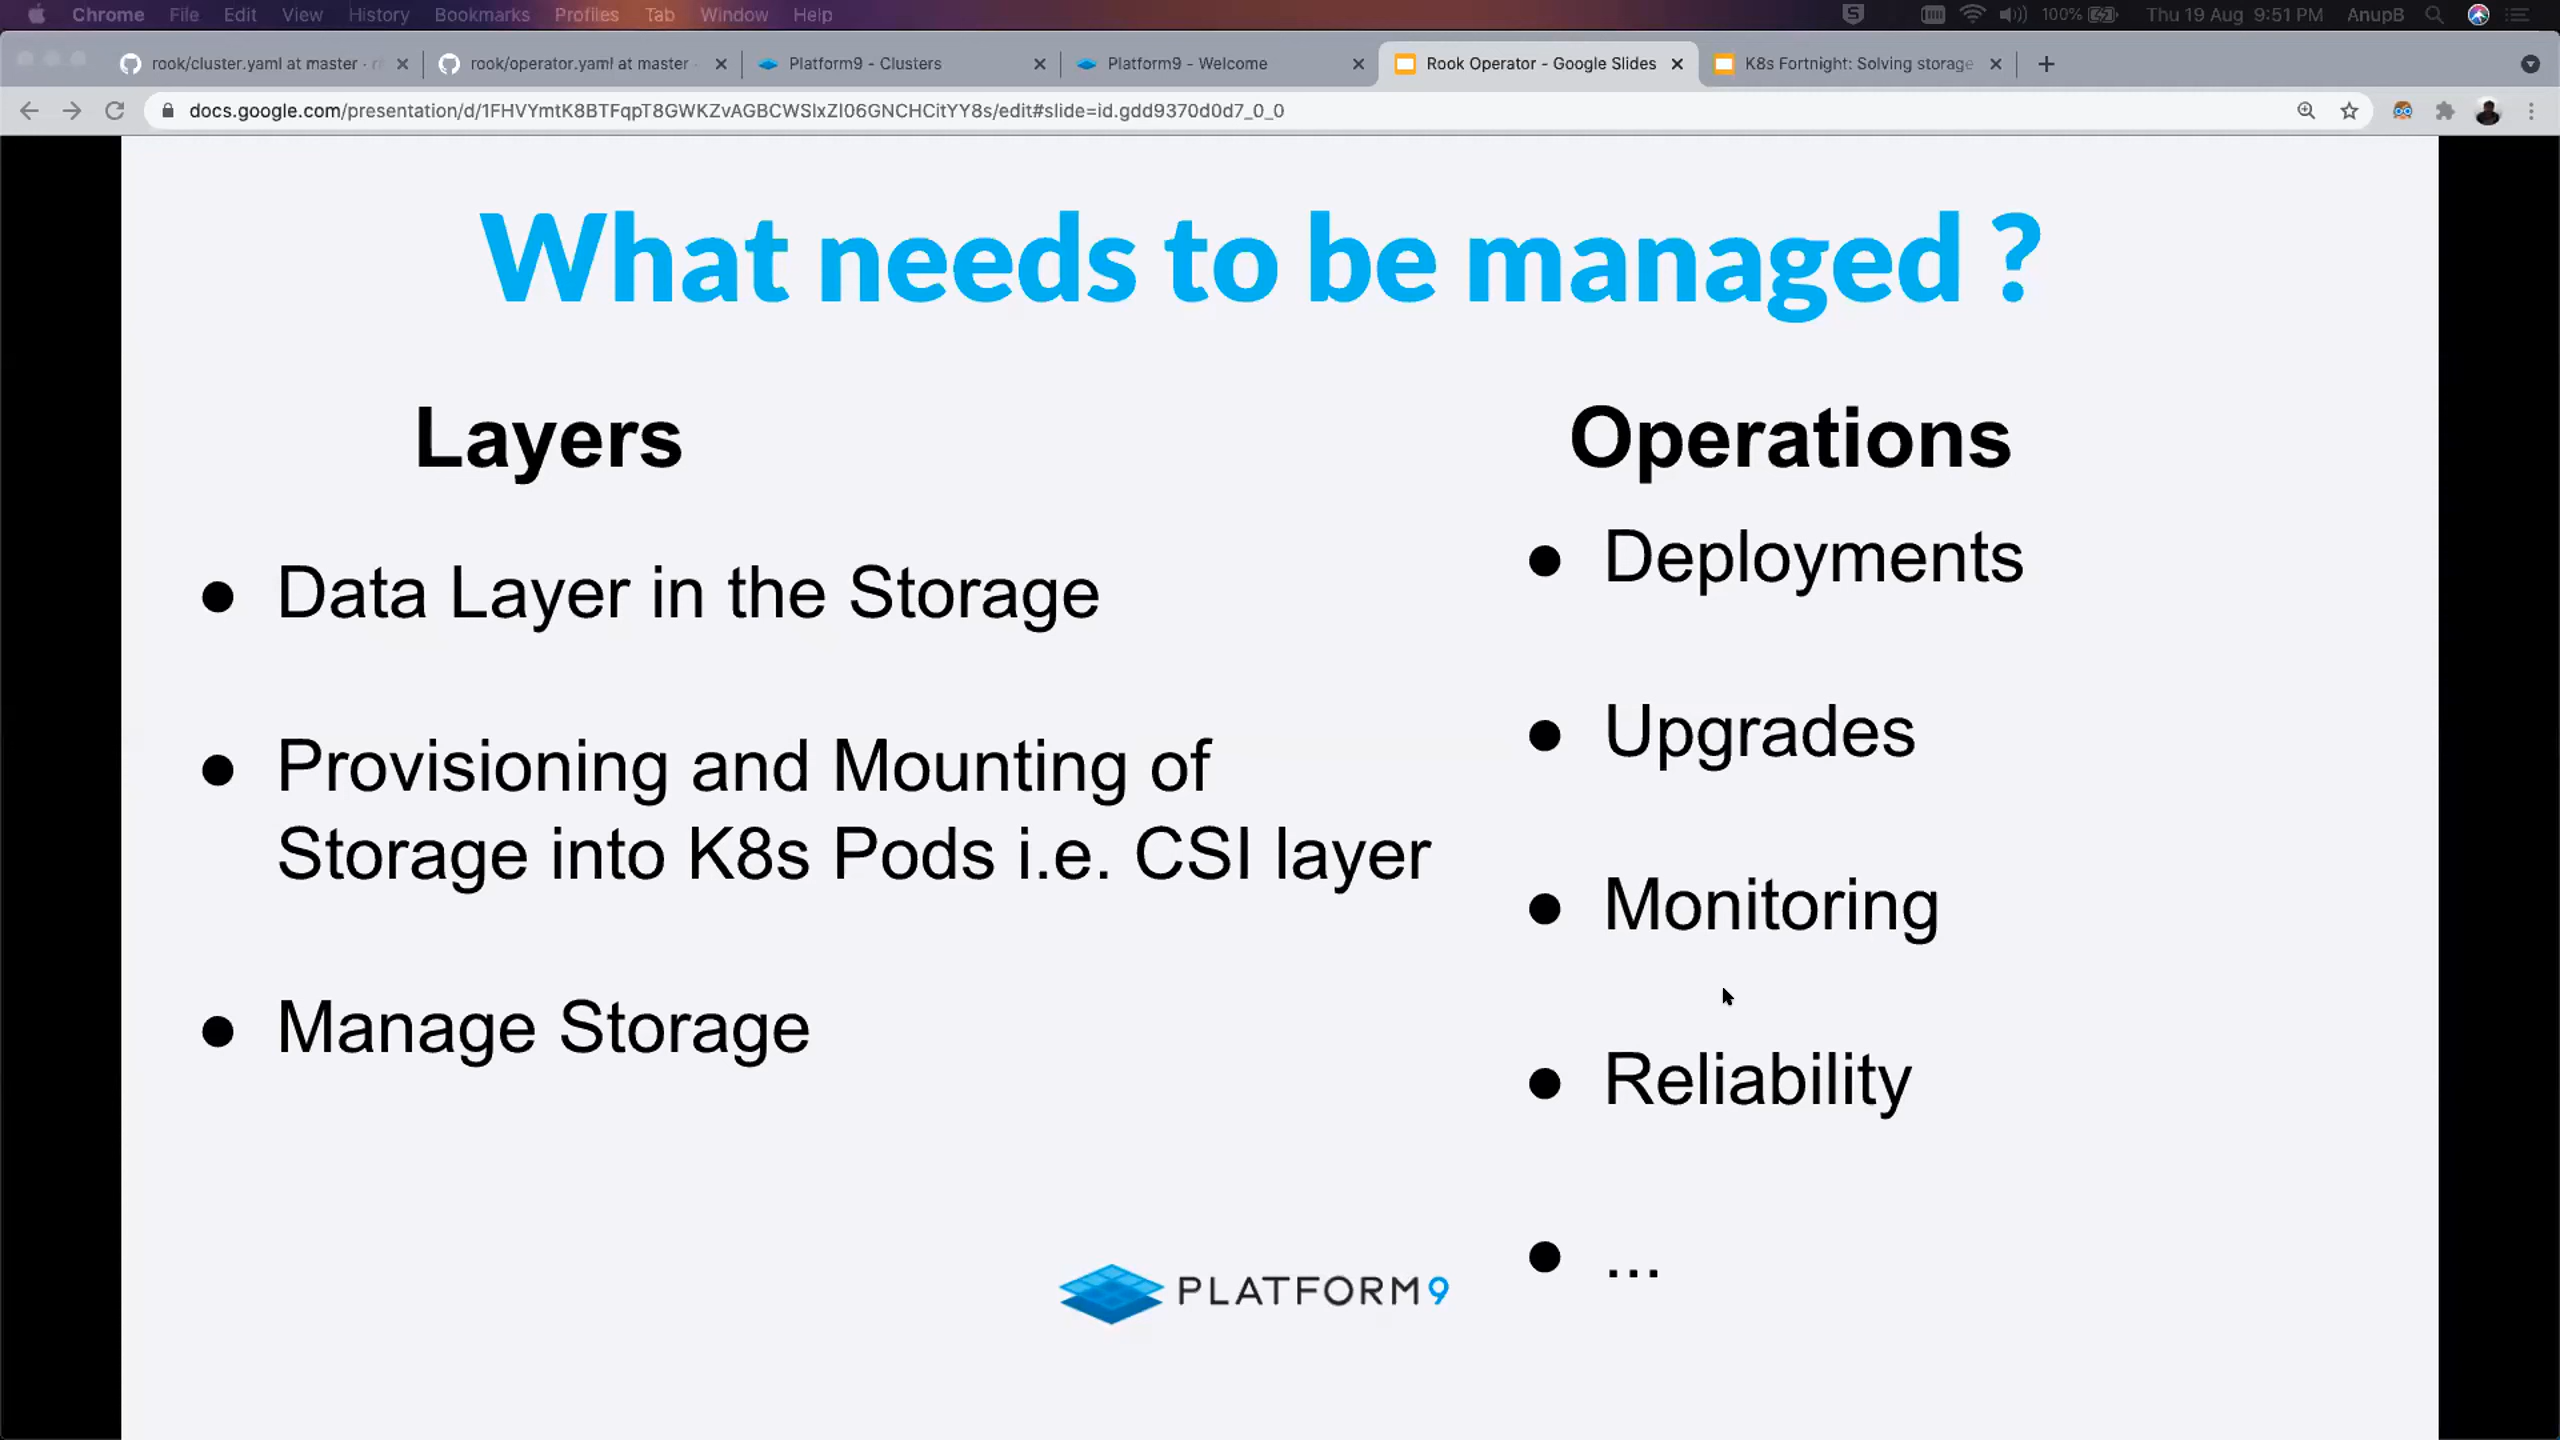 Chrome File Edit View History Bookmarks Profiles Tab Window Help 100% Thu 19 Aug 9:51 PM AnupB
rook/cluster.yaml at master · r
rook/operator.yaml at master ·
Platform9 - Clusters
Platform9 - Welcome
Rook Operator - Google Slides
K8s Fortnight: Solving storage
docs.google.com/presentation/d/1FHVYmtK8BTFqpT8GWKZvAGBCWSlxZl06GNCHCitYY8s/edit#slide=id.gdd9370d0d7_0_0
What needs to be managed ?
Layers
● Data Layer in the Storage
● Provisioning and Mounting of
Storage into K8s Pods i.e. CSI layer
● Manage Storage
Operations
● Deployments
● Upgrades
● Monitoring
● Reliability
● ...
PLATFORM9